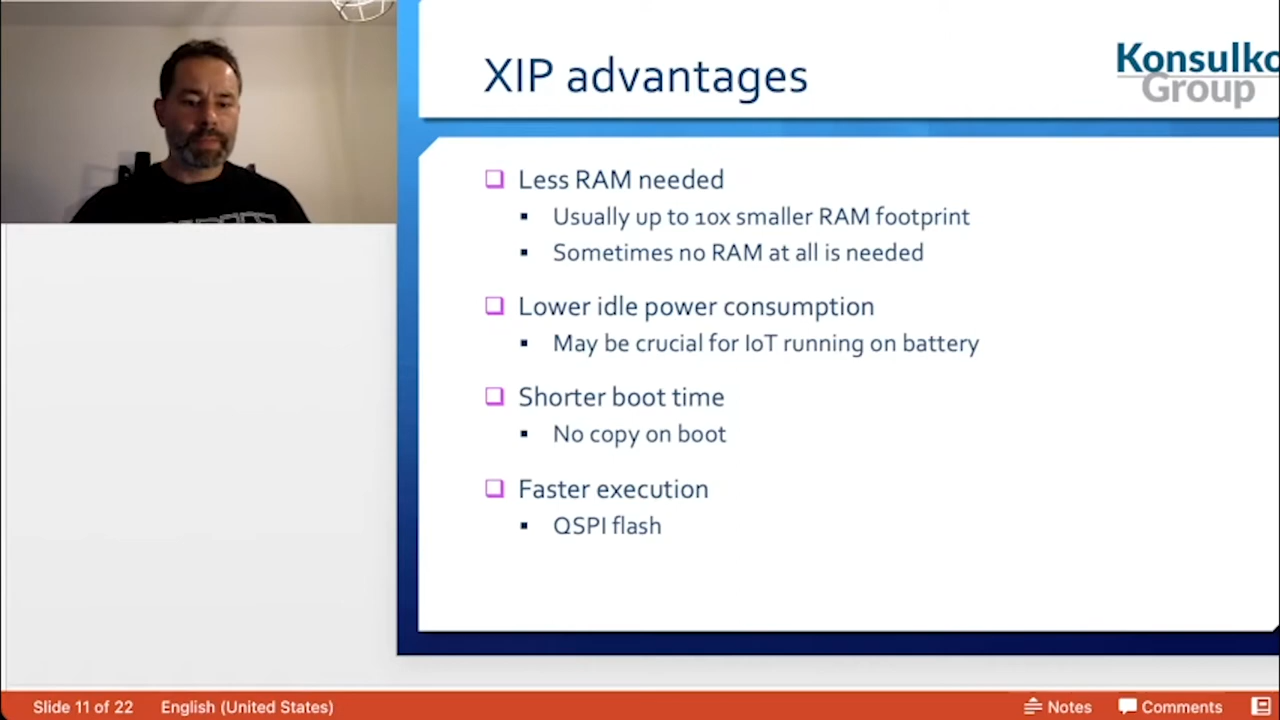 XIP advantages
Konsulko
Group
Less RAM needed
Usually up to 10x smaller RAM footprint
Sometimes no RAM at all is needed
Lower idle power consumption
May be crucial for IoT running on battery
Shorter boot time
No copy on boot
Faster execution
QSPI flash
Slide 11 of 22
English (United States)
Notes
Comments